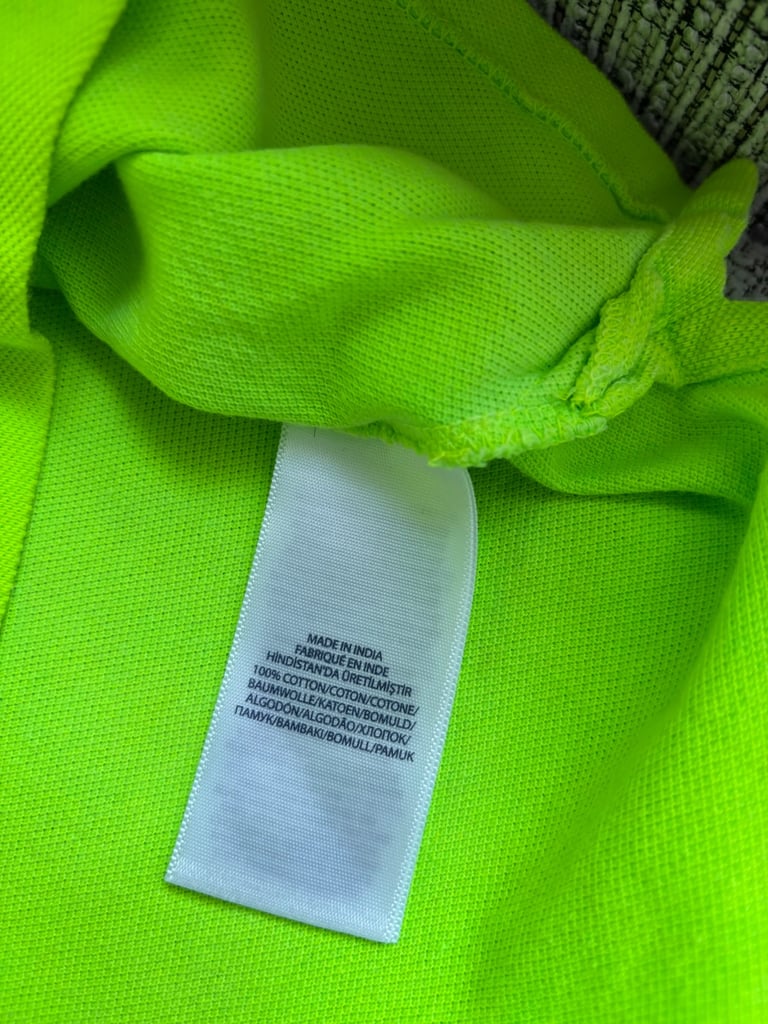 MADE IN INDIA
FABRIQUÉ EN INDE
HİNDİSTAN'DA ÜRETİLMİŞTİR
100% COTTON/COTON/COTONE/
BAUMWOLLE/KATOEN/BOMULD/
ALGODÓN/ALGODÃO/ХЛОПОК/
ПАМУК/BAMBAKI/BOMULL/PAMUK